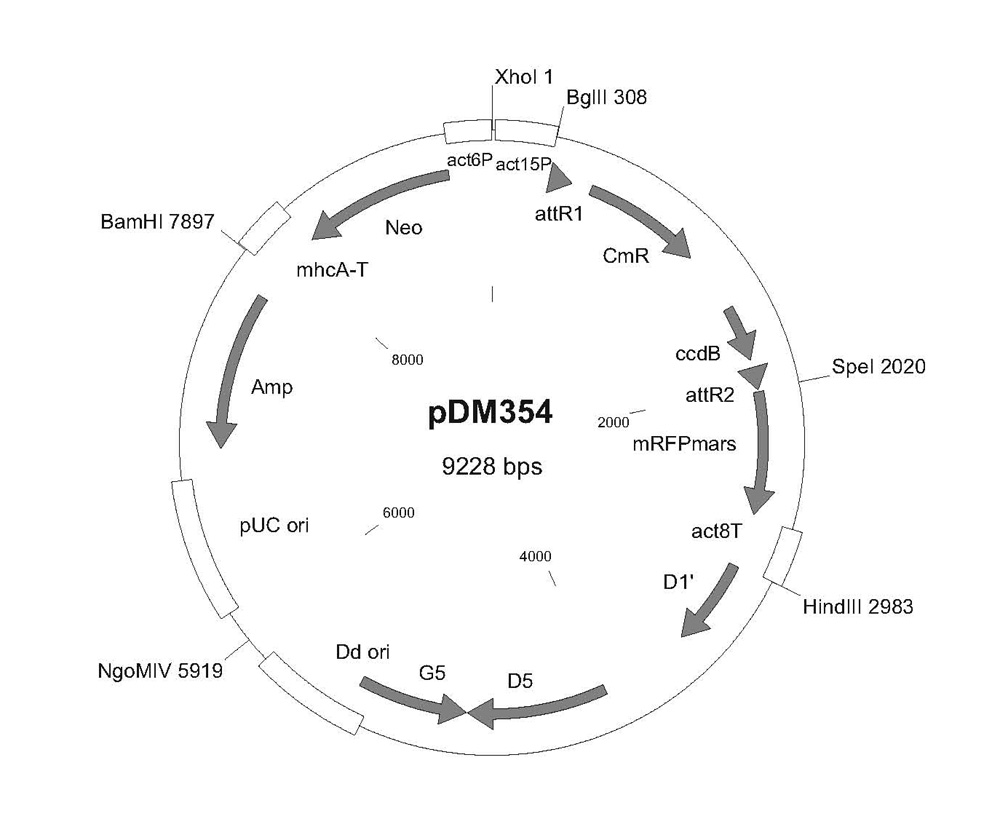 XhoI 1
BglII 308
act6P
act15P
attR1
Neo
CmR
BamHI 7897
mhcA-T
8000
ccdB
SpeI 2020
Amp
attR2
pDM354
2000
mRFPmars
9228 bps
6000
pUC ori
act8T
4000
D1'
HindIII 2983
Dd ori
NgoMIV 5919
G5
D5